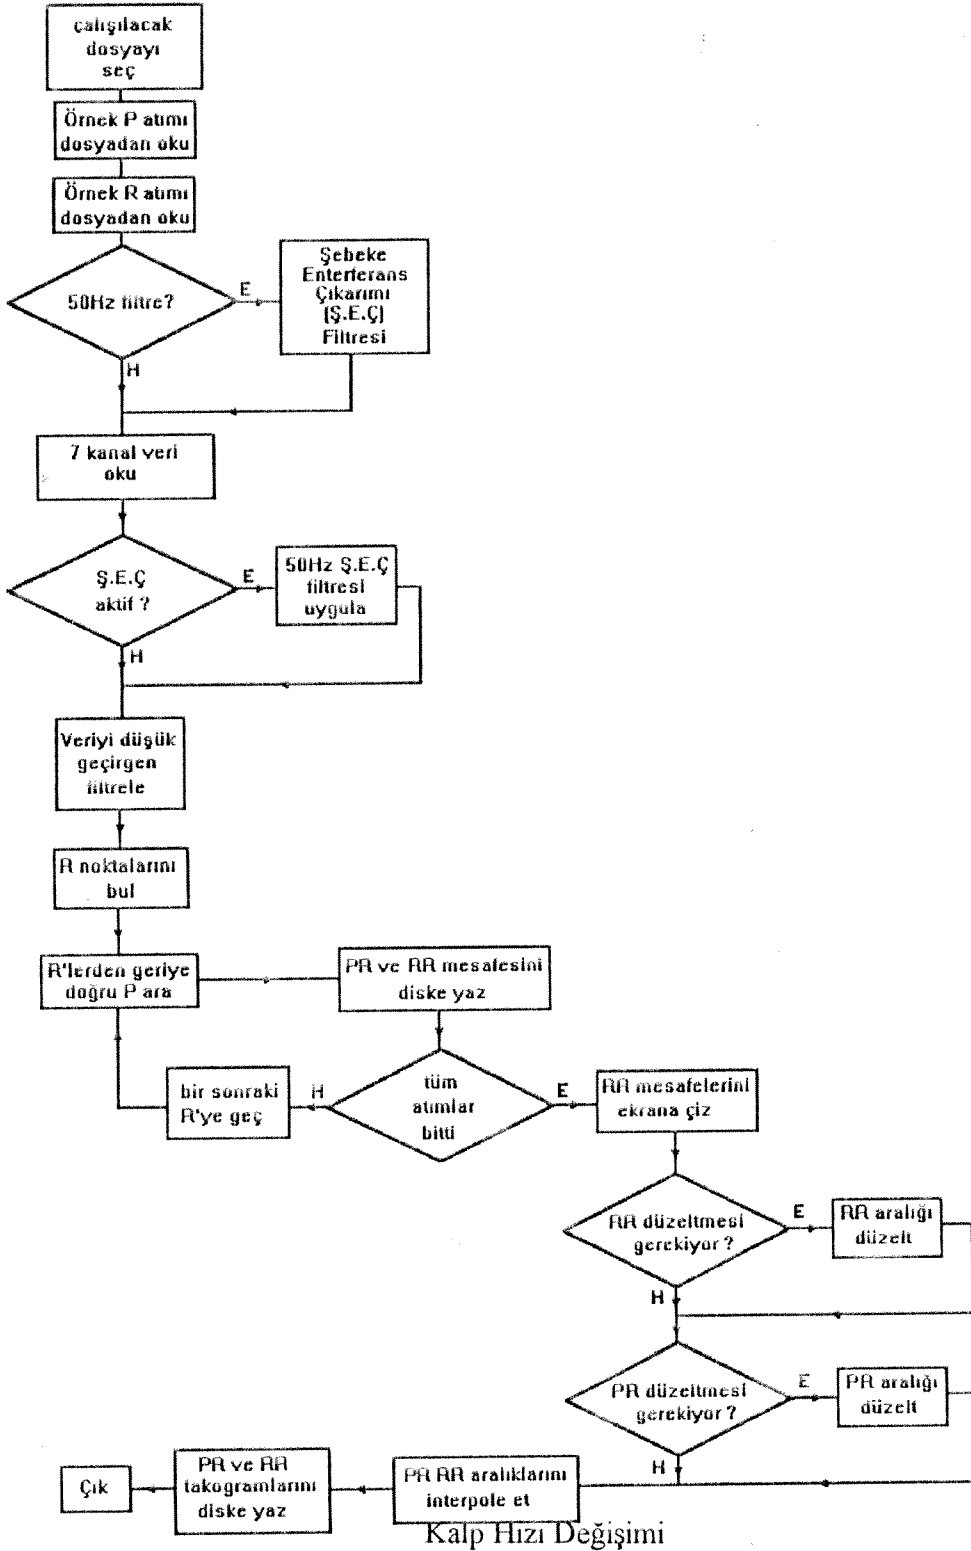 çalışılacak
dosyayı
seç
Örnek P atımı
dosyadan oku
Örnek R atımı
dosyadan oku
50Hz filtre?
E
Şebeke
Enterferans
Çıkarımı
(Ş.E.Ç)
Filtresi
H
7 kanal veri
oku
Ş.E.Ç
aktif ?
E
50Hz Ş.E.Ç
filtresi
uygula
H
Veriyi düşük
geçirgen
filtrele
R noktalarını
bul
R'lerden geriye
doğru P ara
PR ve RR mesafesini
diske yaz
bir sonraki
R'ye geç
H
tüm
atımlar
bitti
E
RR mesafelerini
ekrana çiz
RR düzeltmesi
gerekiyor ?
E
RR aralığı
düzelt
H
PR düzeltmesi
gerekiyor ?
E
PR aralığı
düzelt
H
Çık
PR ve RR
takogramlarını
diske yaz
PR RR aralıklarını
interpole et
Kalp Hızı Değişimi